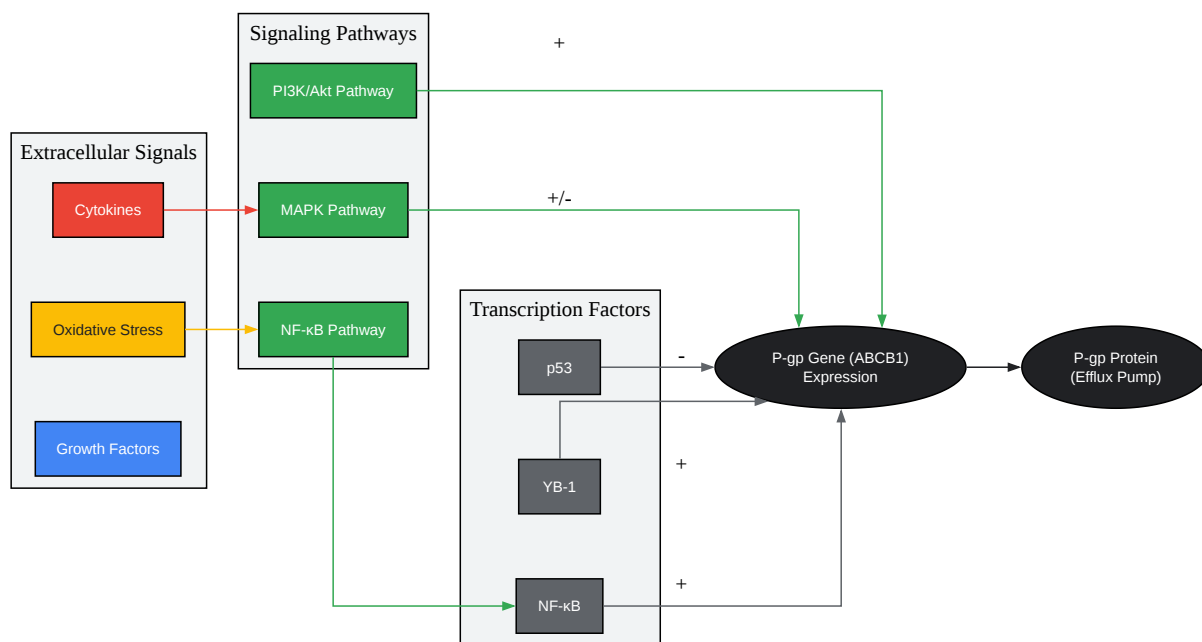 Signaling Pathways
+
PI3K/Akt Pathway
Extracellular Signals
Cytokines
MAPK Pathway
+/-
Oxidative Stress
NF-κB Pathway
Transcription Factors
p53
-
P-gp Gene (ABCB1)
Expression
P-gp Protein
(Efflux Pump)
Growth Factors
YB-1
+
NF-κB
+